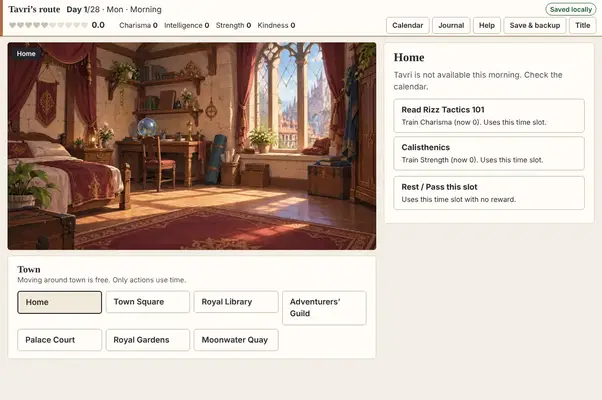 Tavri's route Day 1/28 · Mon · Morning
Saved locally
0.0 Charisma 0 Intelligence 0 Strength 0 Kindness 0
Calendar Journal Help Save & backup Title
Home
Home
Tavri is not available this morning. Check the
calendar.
Read Rizz Tactics 101
Train Charisma (now 0). Uses this time slot.
Calisthenics
Train Strength (now 0). Uses this time slot.
Rest / Pass this slot
Uses this time slot with no reward.
Town
Moving around town is free. Only actions use time.
Home Town Square Royal Library Adventurers'
Guild
Palace Court Royal Gardens Moonwater Quay